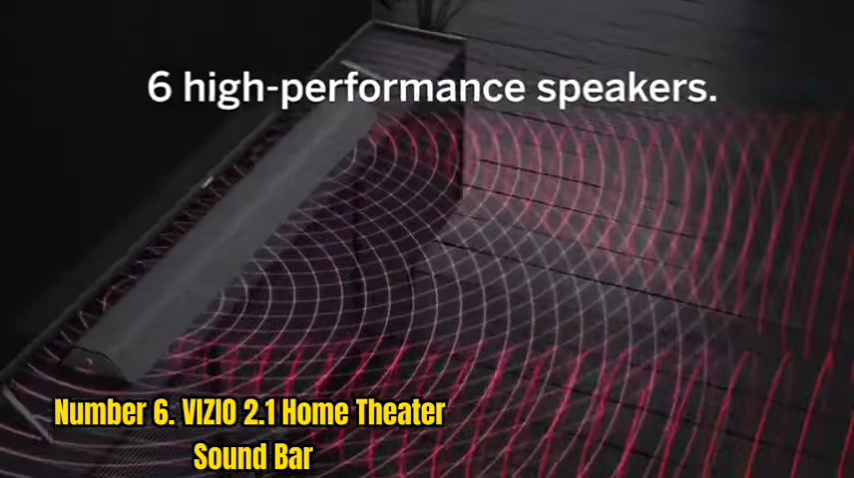 6 high-performance speakers.
Number 6. VIZIO 2.1 Home Theater
Sound Bar